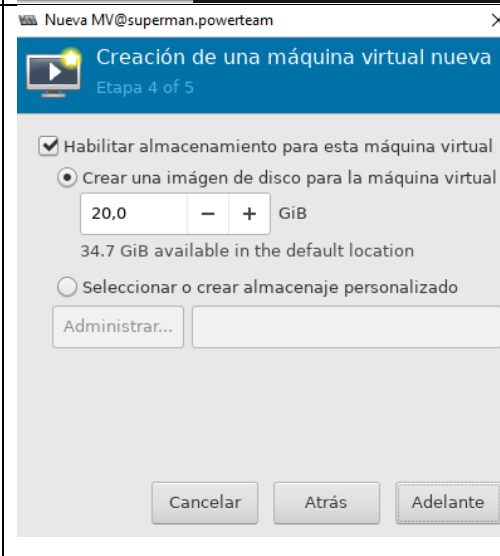 Nueva MV@superman.powerteam
Creación de una máquina virtual nueva
Etapa 4 of 5
Habilitar almacenamiento para esta máquina virtual
Crear una imágen de disco para la máquina virtual
20,0 − + GiB
34.7 GiB available in the default location
Seleccionar o crear almacenaje personalizado
Administrar...
Cancelar Atrás Adelante